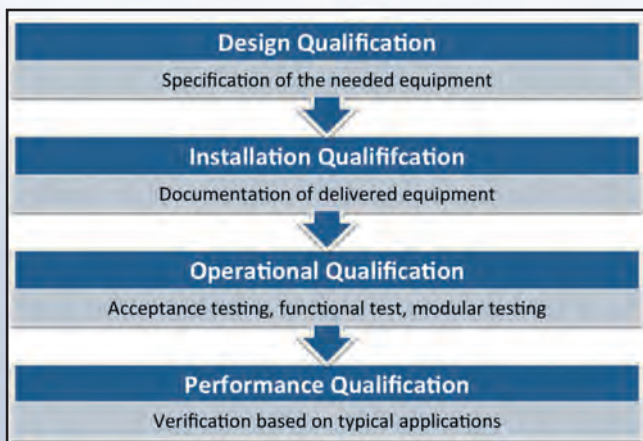 Design Qualification
Specification of the needed equipment
Installation Qualififcation
Documentation of delivered equipment
Operational Qualification
Acceptance testing, functional test, modular testing
Performance Qualification
Verification based on typical applications